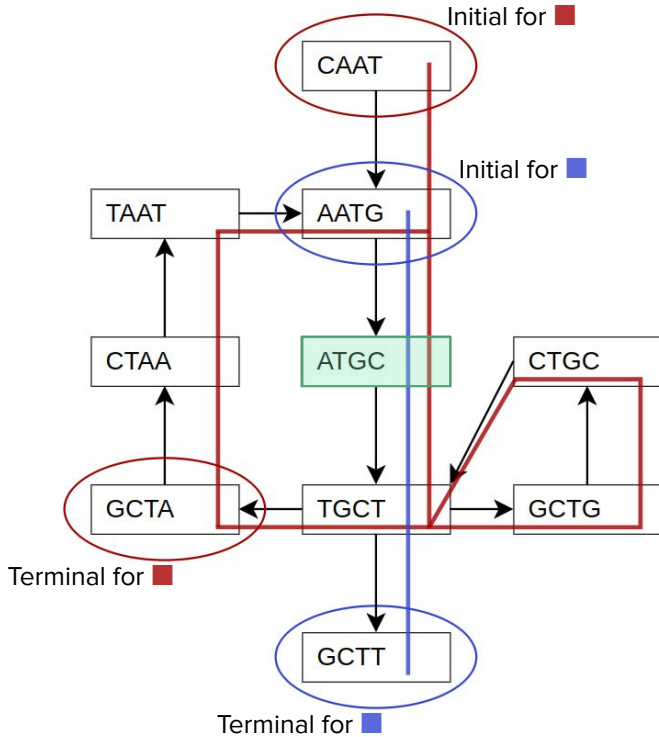 Initial for
CAAT
Initial for
TAAT
AATG
CTAA
ATGC
CTGC
GCTA
TGCT
GCTG
Terminal for
GCTT
Terminal for